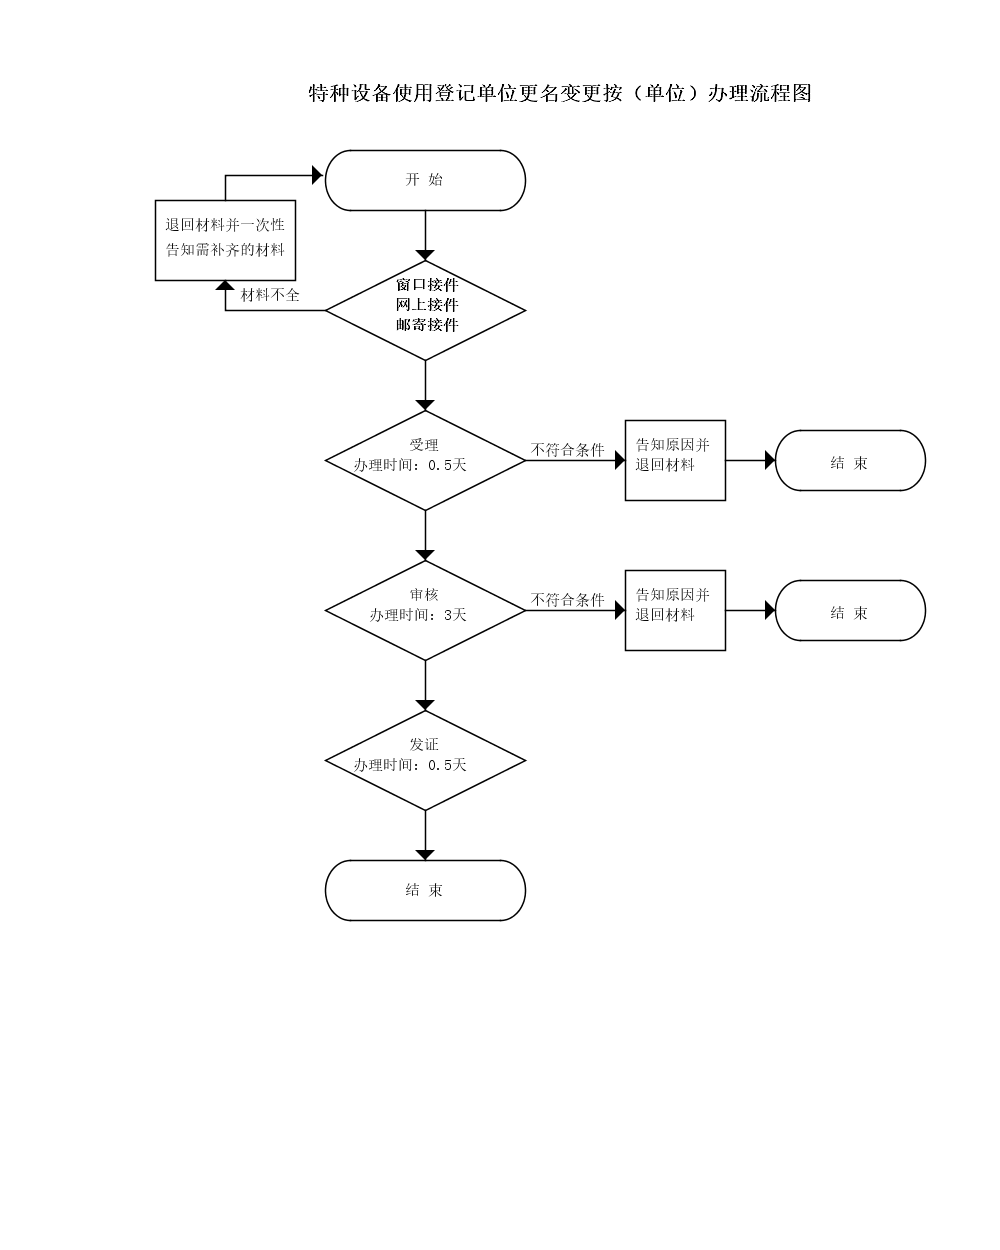 特种设备使用登记单位更名变更按（单位）办理流程图
开 始
退回材料并一次性
告知需补齐的材料
材料不全
窗口接件
网上接件
邮寄接件
受理
办理时间：0.5天
不符合条件
告知原因并
退回材料
结 束
审核
办理时间：3天
不符合条件
告知原因并
退回材料
结 束
发证
办理时间：0.5天
结 束